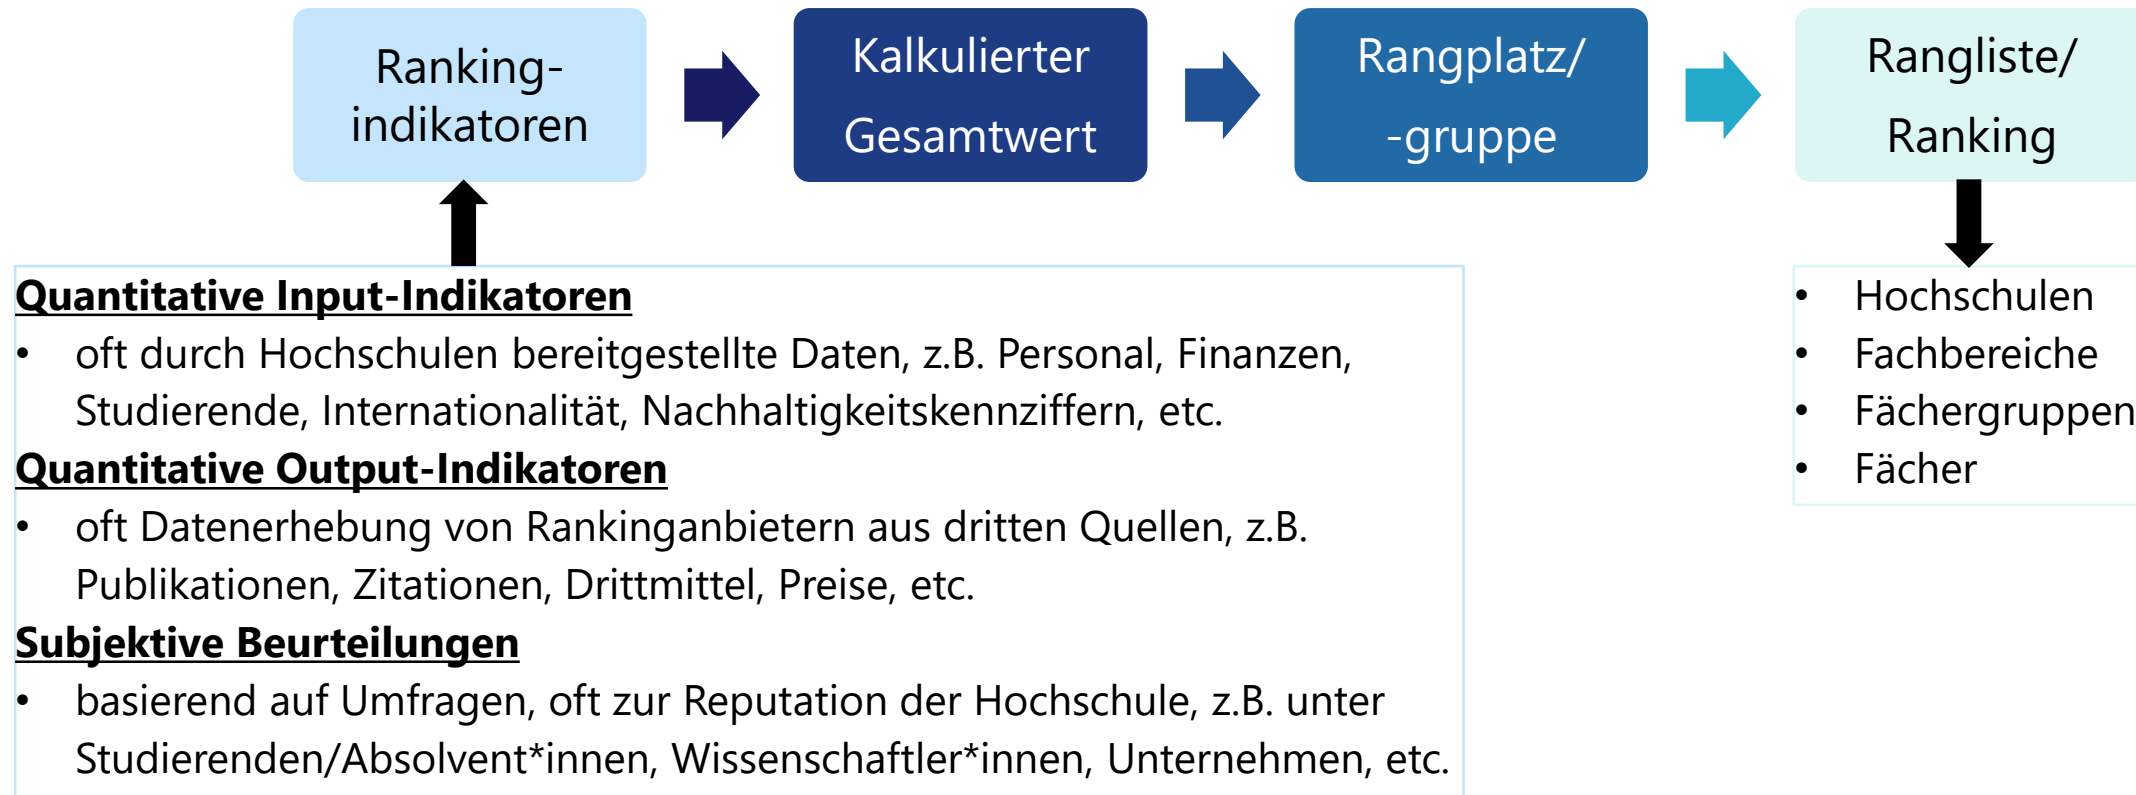 Ranking-
indikatoren
Kalkulierter
Gesamtwert
Rangplatz/
-gruppe
Rangliste/
Ranking
Quantitative Input-Indikatoren
• oft durch Hochschulen bereitgestellte Daten, z.B. Personal, Finanzen,
Studierende, Internationalität, Nachhaltigkeitskennziffern, etc.
Quantitative Output-Indikatoren
• oft Datenerhebung von Rankinganbietern aus dritten Quellen, z.B.
Publikationen, Zitationen, Drittmittel, Preise, etc.
Subjektive Beurteilungen
• basierend auf Umfragen, oft zur Reputation der Hochschule, z.B. unter
Studierenden/Absolvent*innen, Wissenschaftler*innen, Unternehmen, etc.
• Hochschulen
• Fachbereiche
• Fächergruppen
• Fächer